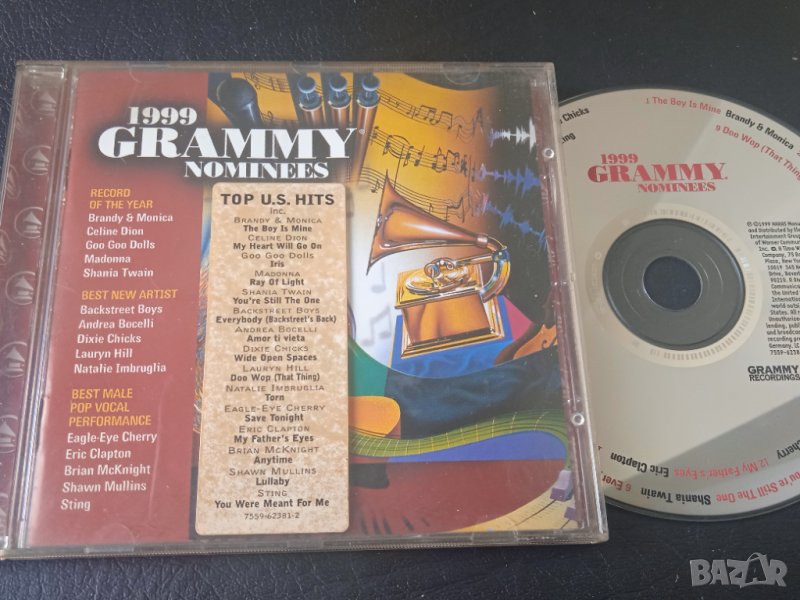 1999
GRAMMY®
NOMINEES
RECORD
OF THE YEAR
Brandy & Monica
Celine Dion
Goo Goo Dolls
Madonna
Shania Twain
BEST NEW ARTIST
Backstreet Boys
Andrea Bocelli
Dixie Chicks
Lauryn Hill
Natalie Imbruglia
BEST MALE
POP VOCAL
PERFORMANCE
Eagle-Eye Cherry
Eric Clapton
Brian McKnight
Shawn Mullins
Sting
TOP U.S. HITS
inc.
BRANDY & MONICA
The Boy Is Mine
CELINE DION
My Heart Will Go On
GOO GOO DOLLS
Iris
MADONNA
Ray Of Light
SHANIA TWAIN
You're Still The One
BACKSTREET BOYS
Everybody (Backstreet's Back)
ANDREA BOCELLI
Amor ti vieta
DIXIE CHICKS
Wide Open Spaces
LAURYN HILL
Doo Wop (That Thing)
NATALIE IMBRUGLIA
Torn
EAGLE-EYE CHERRY
Save Tonight
ERIC CLAPTON
My Father's Eyes
BRIAN MCKNIGHT
Anytime
SHAWN MULLINS
Lullaby
STING
You Were Meant For Me
7559-62381-2
1 The Boy Is Mine Brandy & Monica
9 Doo Wop (That Thing)
Chicks
1999
GRAMMY
NOMINEES
GRAMMY
RECORDINGS
12 My Father's Eyes Eric Clapton
You're Still The One Shania Twain
BAZAR